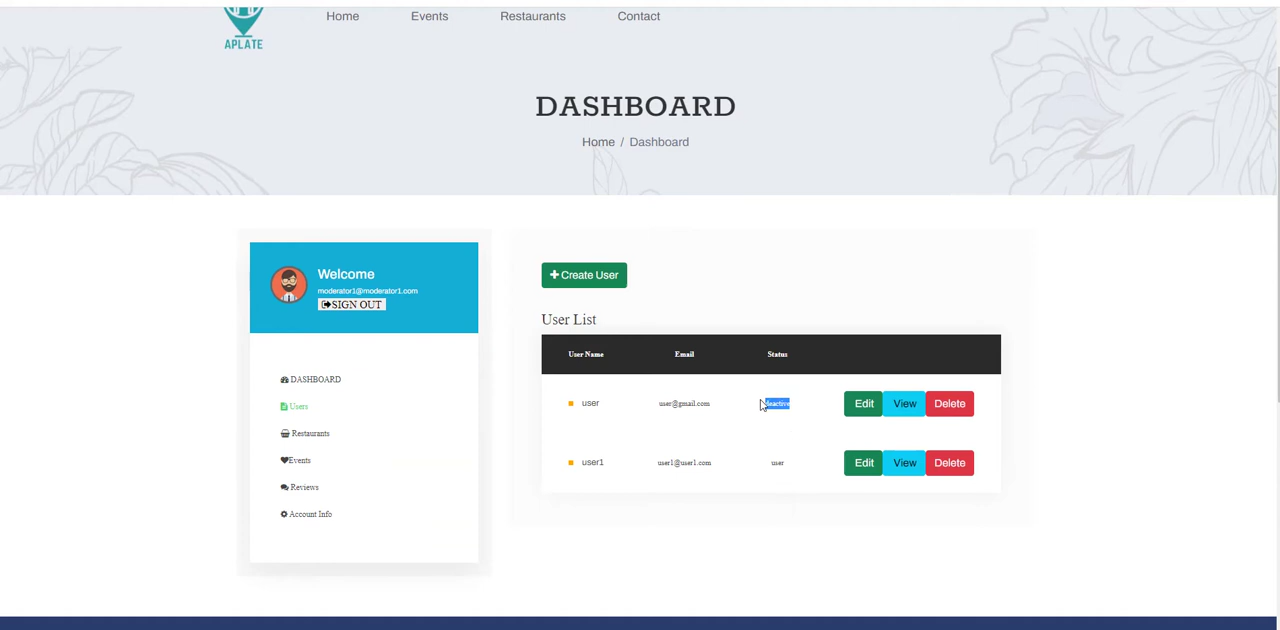 APLATE
Home Events Restaurants Contact
DASHBOARD
Home / Dashboard
Welcome
moderator1@moderator1.com
SIGN OUT
DASHBOARD
Users
Restaurants
Events
Reviews
Account Info
Create User
User List
User Name Email Status
user user@gmail.com deactive Edit View Delete
user1 user1@user1.com user Edit View Delete